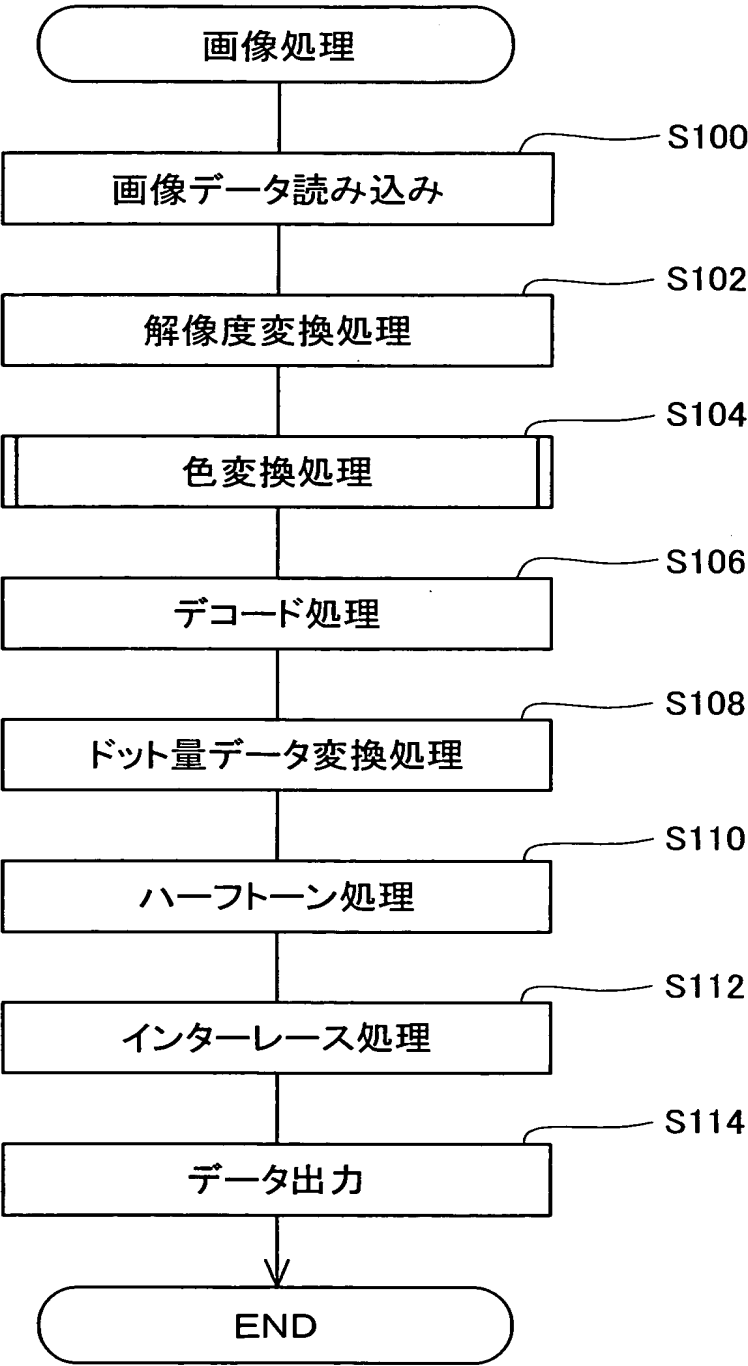 画像処理
S100
画像データ読み込み
S102
解像度変換処理
S104
色変換処理
S106
デコード処理
S108
ドット量データ変換処理
S110
ハーフトーン処理
S112
インターレース処理
S114
データ出力
END